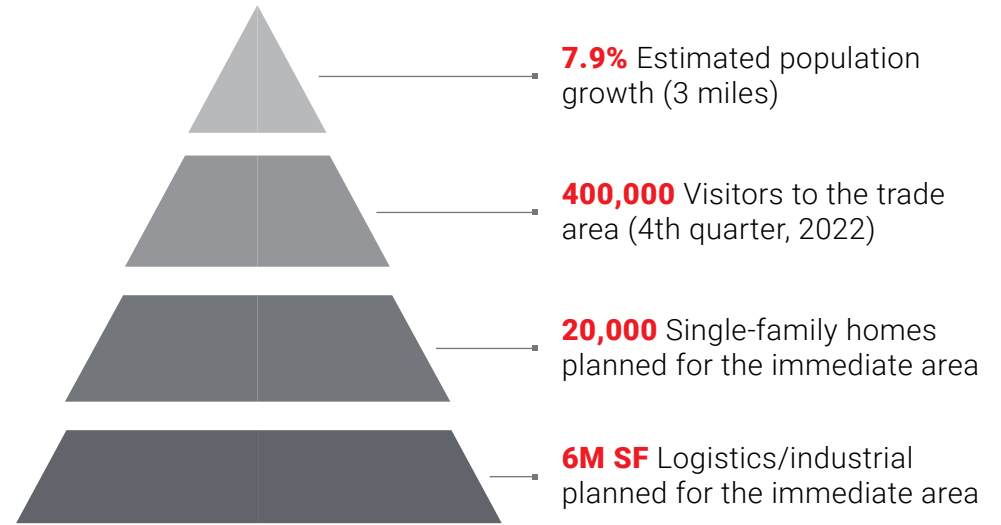 7.9% Estimated population
growth (3 miles)
400,000 Visitors to the trade
area (4th quarter, 2022)
20,000 Single-family homes
planned for the immediate area
6M SF Logistics/industrial
planned for the immediate area